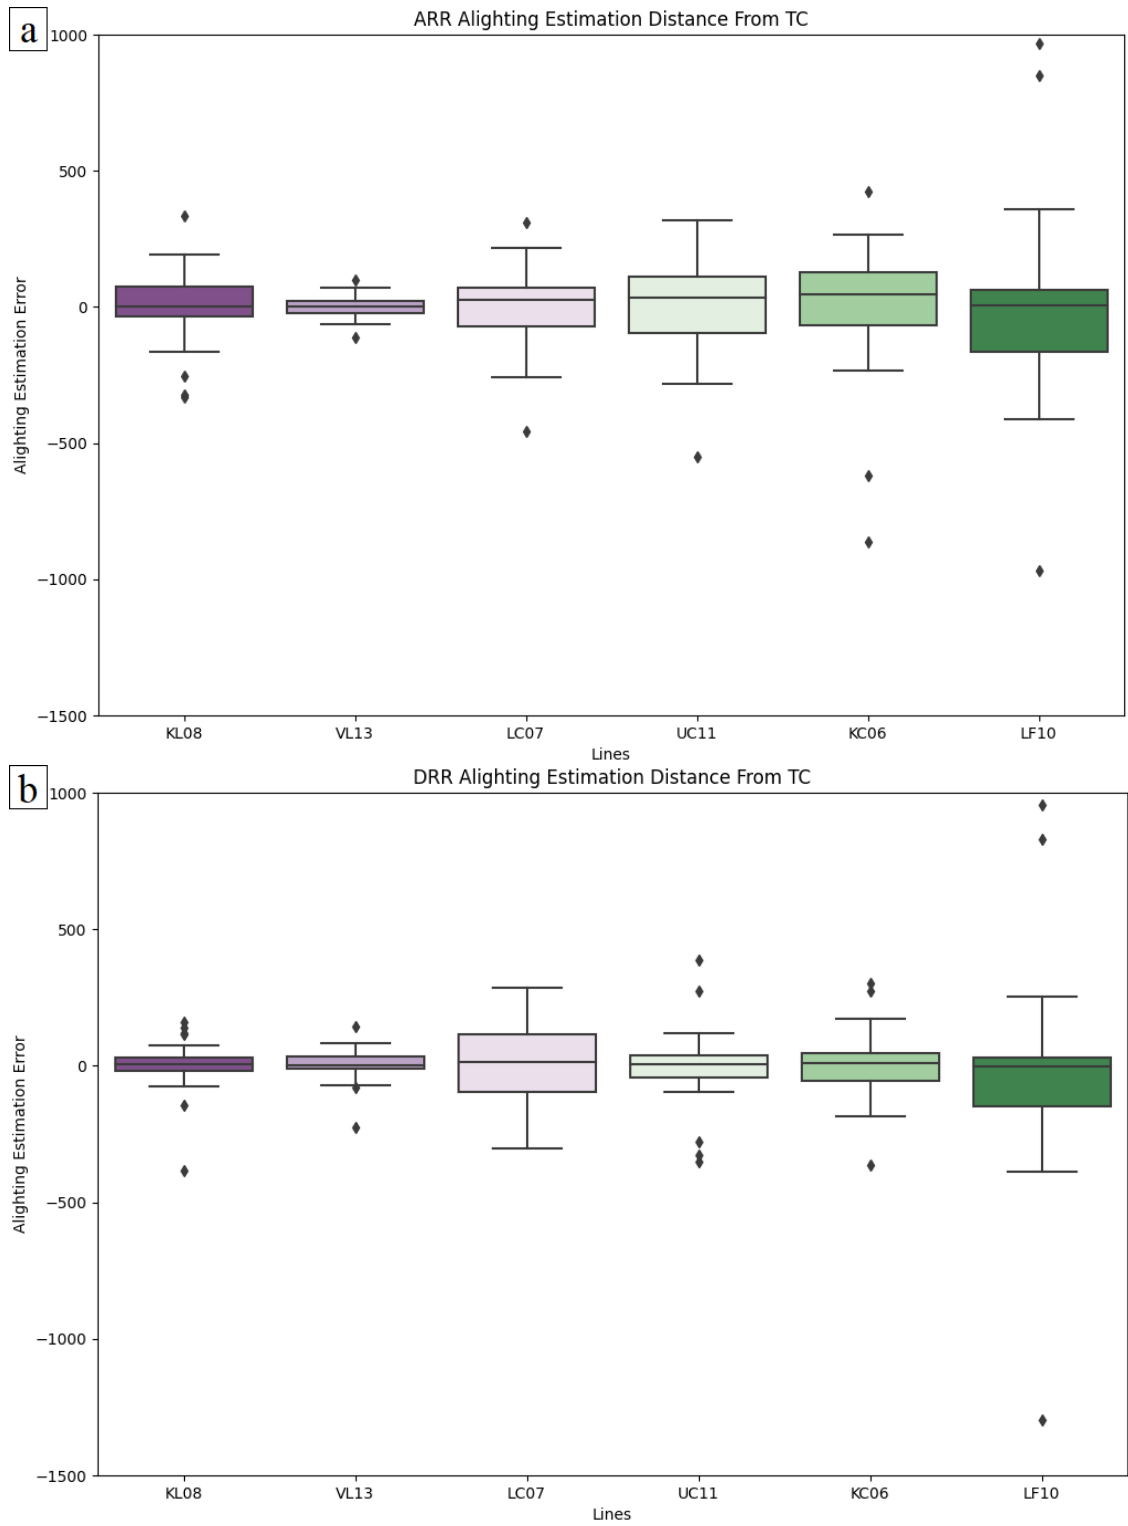 a
ARR Alighting Estimation Distance From TC
1000
500
0
−500
−1000
−1500
Alighting Estimation Error
KL08 VL13 LC07 UC11 KC06 LF10
Lines
b
DRR Alighting Estimation Distance From TC
1000
500
0
−500
−1000
−1500
Alighting Estimation Error
KL08 VL13 LC07 UC11 KC06 LF10
Lines